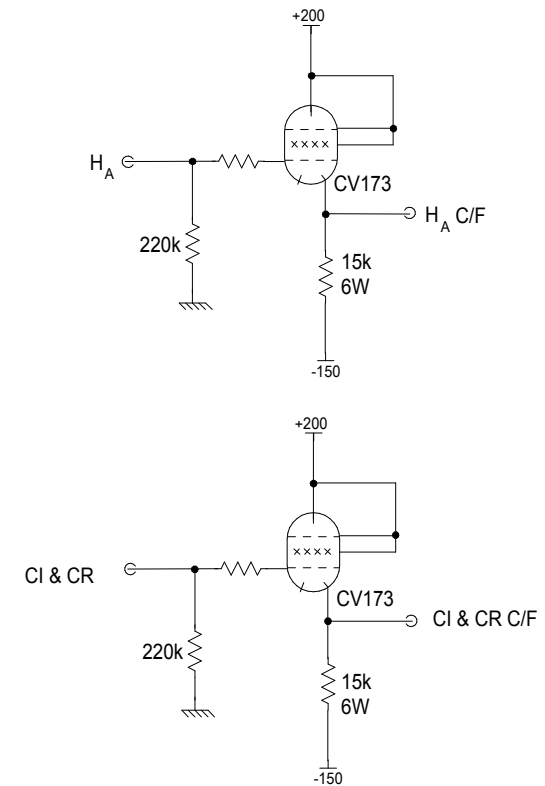 +200
H_A
CV173
H_A C/F
220k
15k
6W
-150
+200
CI & CR
CV173
CI & CR C/F
220k
15k
6W
-150